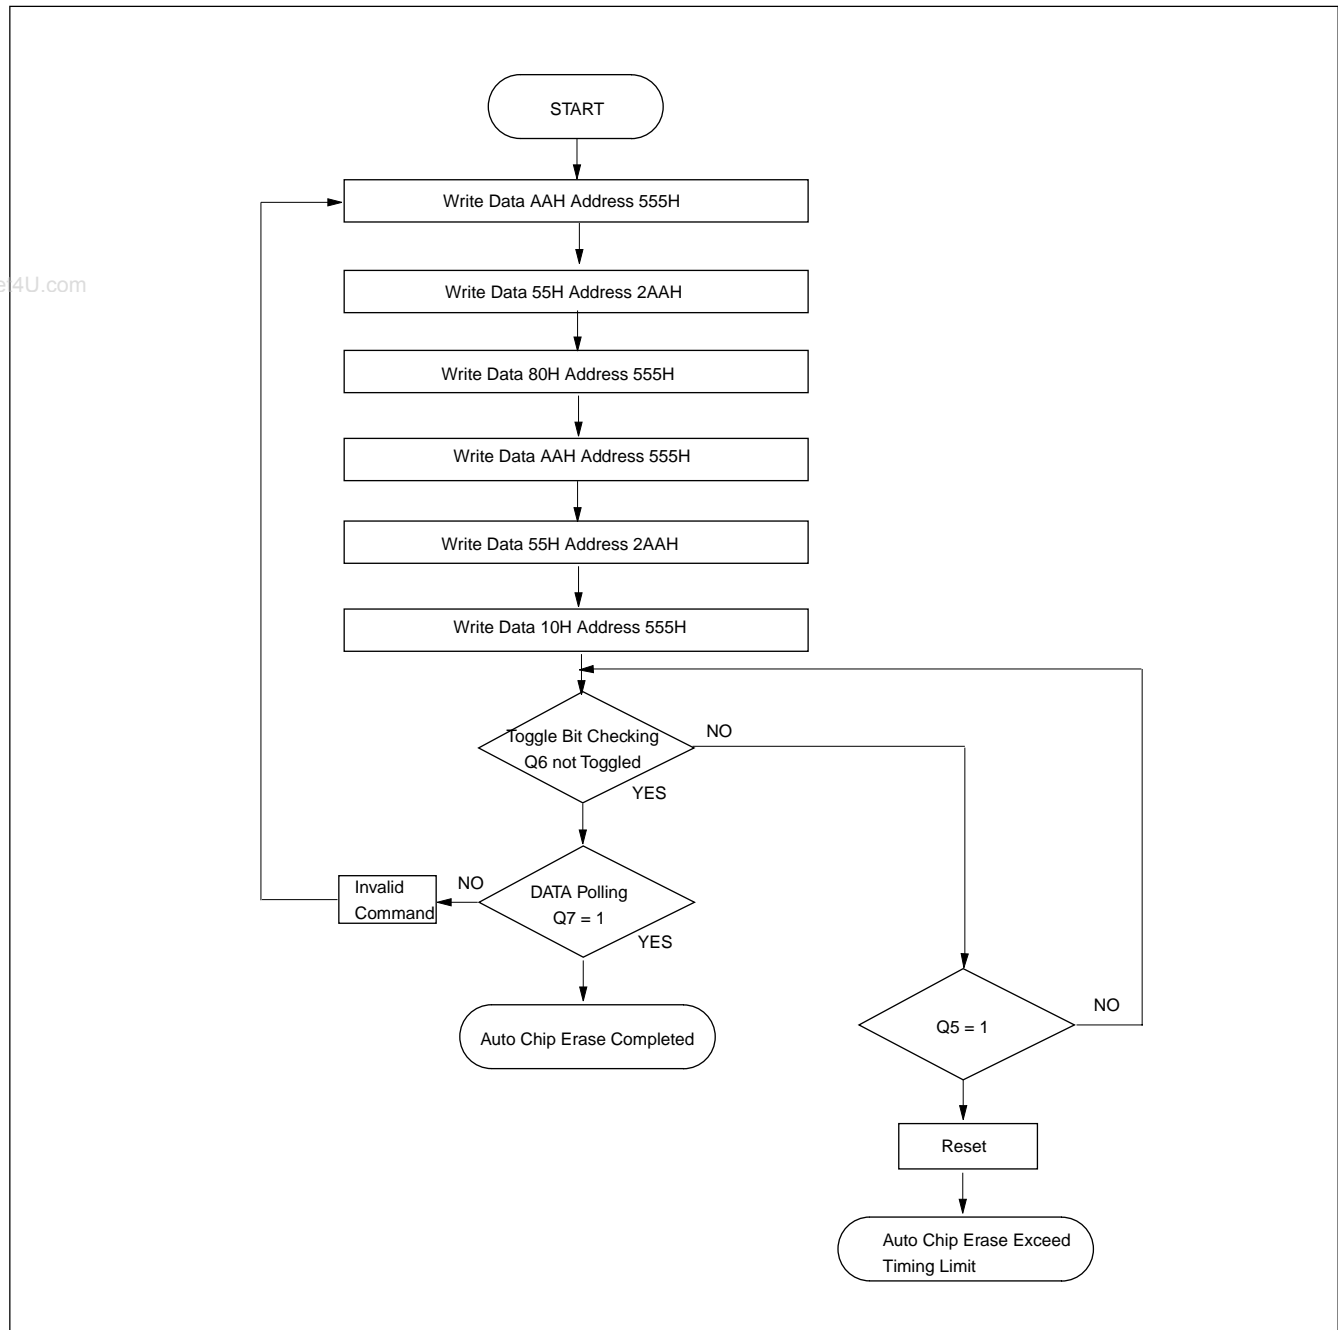 START
Write Data AAH Address 555H
et4U.com
Write Data 55H Address 2AAH
Write Data 80H Address 555H
Write Data AAH Address 555H
Write Data 55H Address 2AAH
Write Data 10H Address 555H
Toggle Bit Checking
Q6 not Toggled
NO
YES
Invalid
Command
NO
DATA Polling
Q7 = 1
YES
Auto Chip Erase Completed
Q5 = 1
NO
Reset
Auto Chip Erase Exceed
Timing Limit